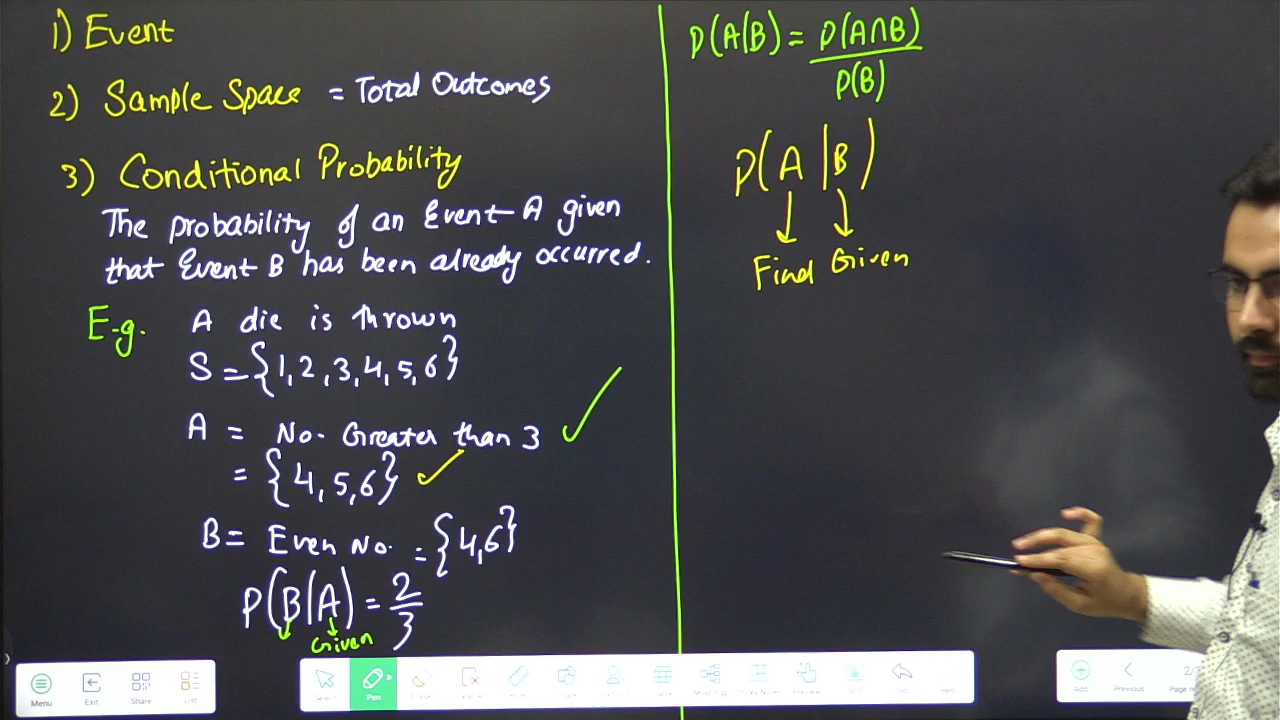 1) Event
2) Sample Space = Total Outcomes
3) Conditional Probability
The probability of an Event A given
that Event B has been already occurred.
E.g. A die is thrown
S = {1,2,3,4,5,6}
A = No. Greater than 3 ✓
= {4,5,6} ✓
B = Even No. = {4,6}
P(B|A) = 2/3
Given
P(A|B) = P(A∩B)
P(B)
P(A|B)
Find Given
Menu Exit Share
Pen
Add Previous